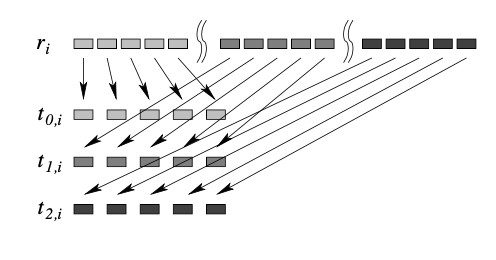 r_i
t_{0,i}
t_{1,i}
t_{2,i}